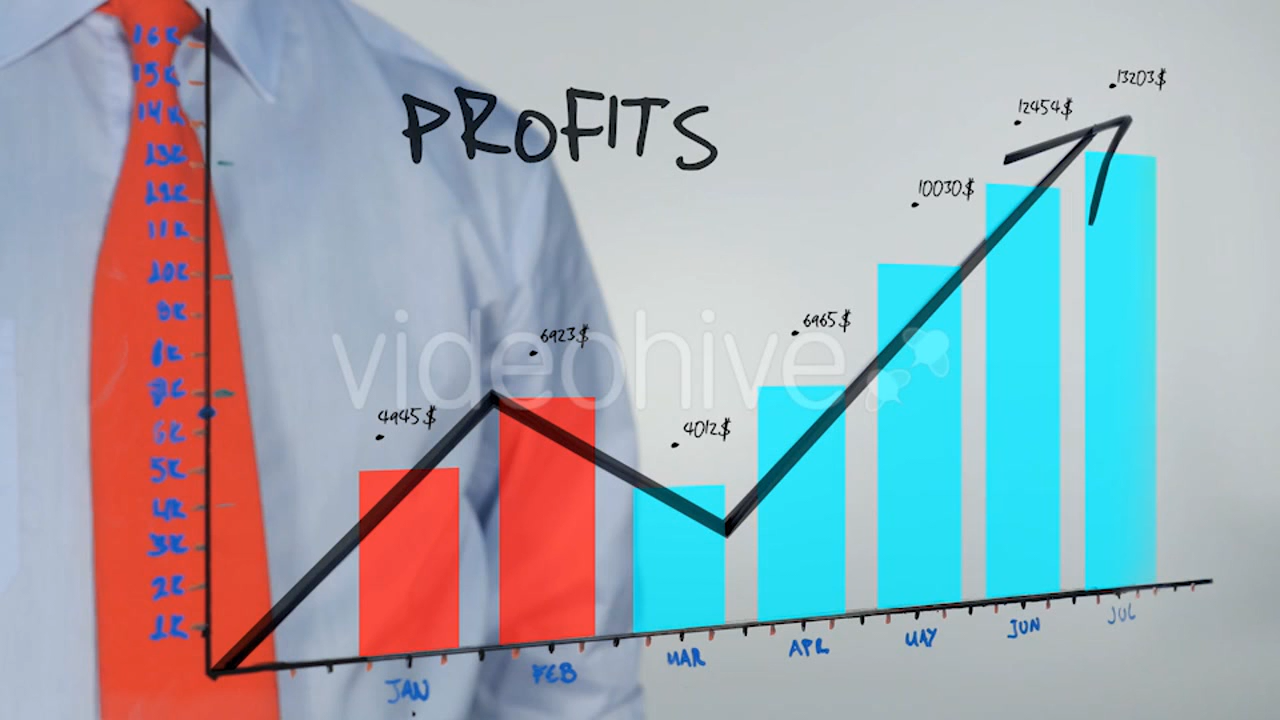 PROFITS
16K
15K
14K
13K
12K
11K
10K
9K
8K
7K
6K
5K
4K
3K
2K
1K
4945$
6923$
4012$
6965$
10030$
12454$
13203$
videohive
JAN
FEB
MAR
APR
MAY
JUN
JUL